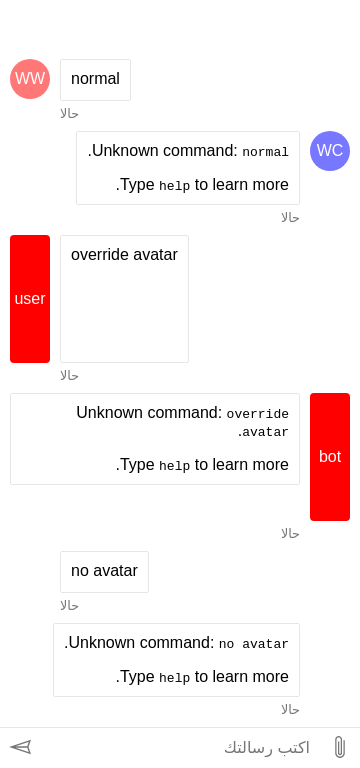 WW
normal
حالا
WC
Unknown command: normal.
Type help to learn more.
حالا
user
override avatar
حالا
bot
Unknown command: override
avatar.
Type help to learn more.
حالا
no avatar
حالا
Unknown command: no avatar.
Type help to learn more.
حالا
اكتب رسالتك